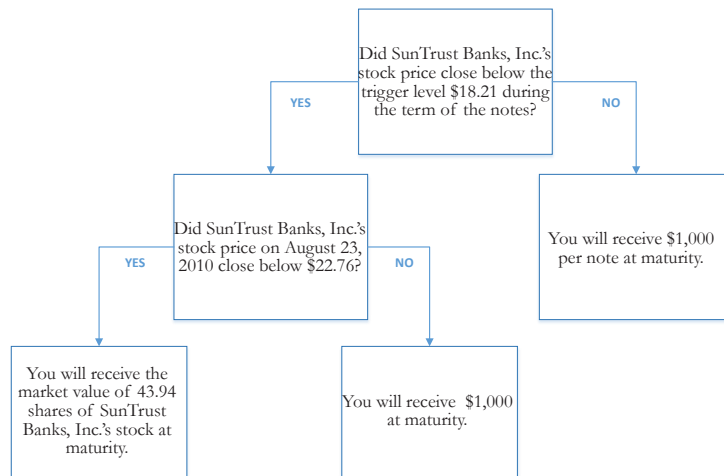 Did SunTrust Banks, Inc.'s
stock price close below the
trigger level $18.21 during
the term of the notes?
YES
NO
Did SunTrust Banks, Inc.'s
stock price on August 23,
2010 close below $22.76?
You will receive $1,000
per note at maturity.
YES
NO
You will receive the
market value of 43.94
shares of SunTrust
Banks, Inc.'s stock at
maturity.
You will receive $1,000
at maturity.